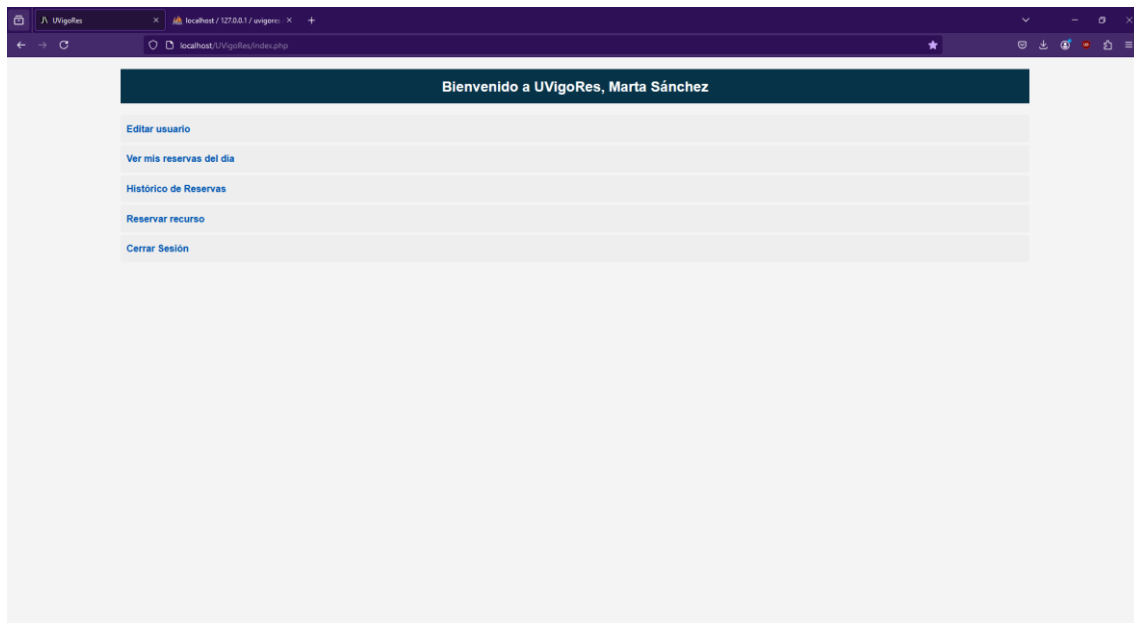 UVigoRes
localhost / 127.0.0.1 / uvigores
localhost/UVigoRes/index.php
Bienvenido a UVigoRes, Marta Sánchez
Editar usuario
Ver mis reservas del dia
Histórico de Reservas
Reservar recurso
Cerrar Sesión